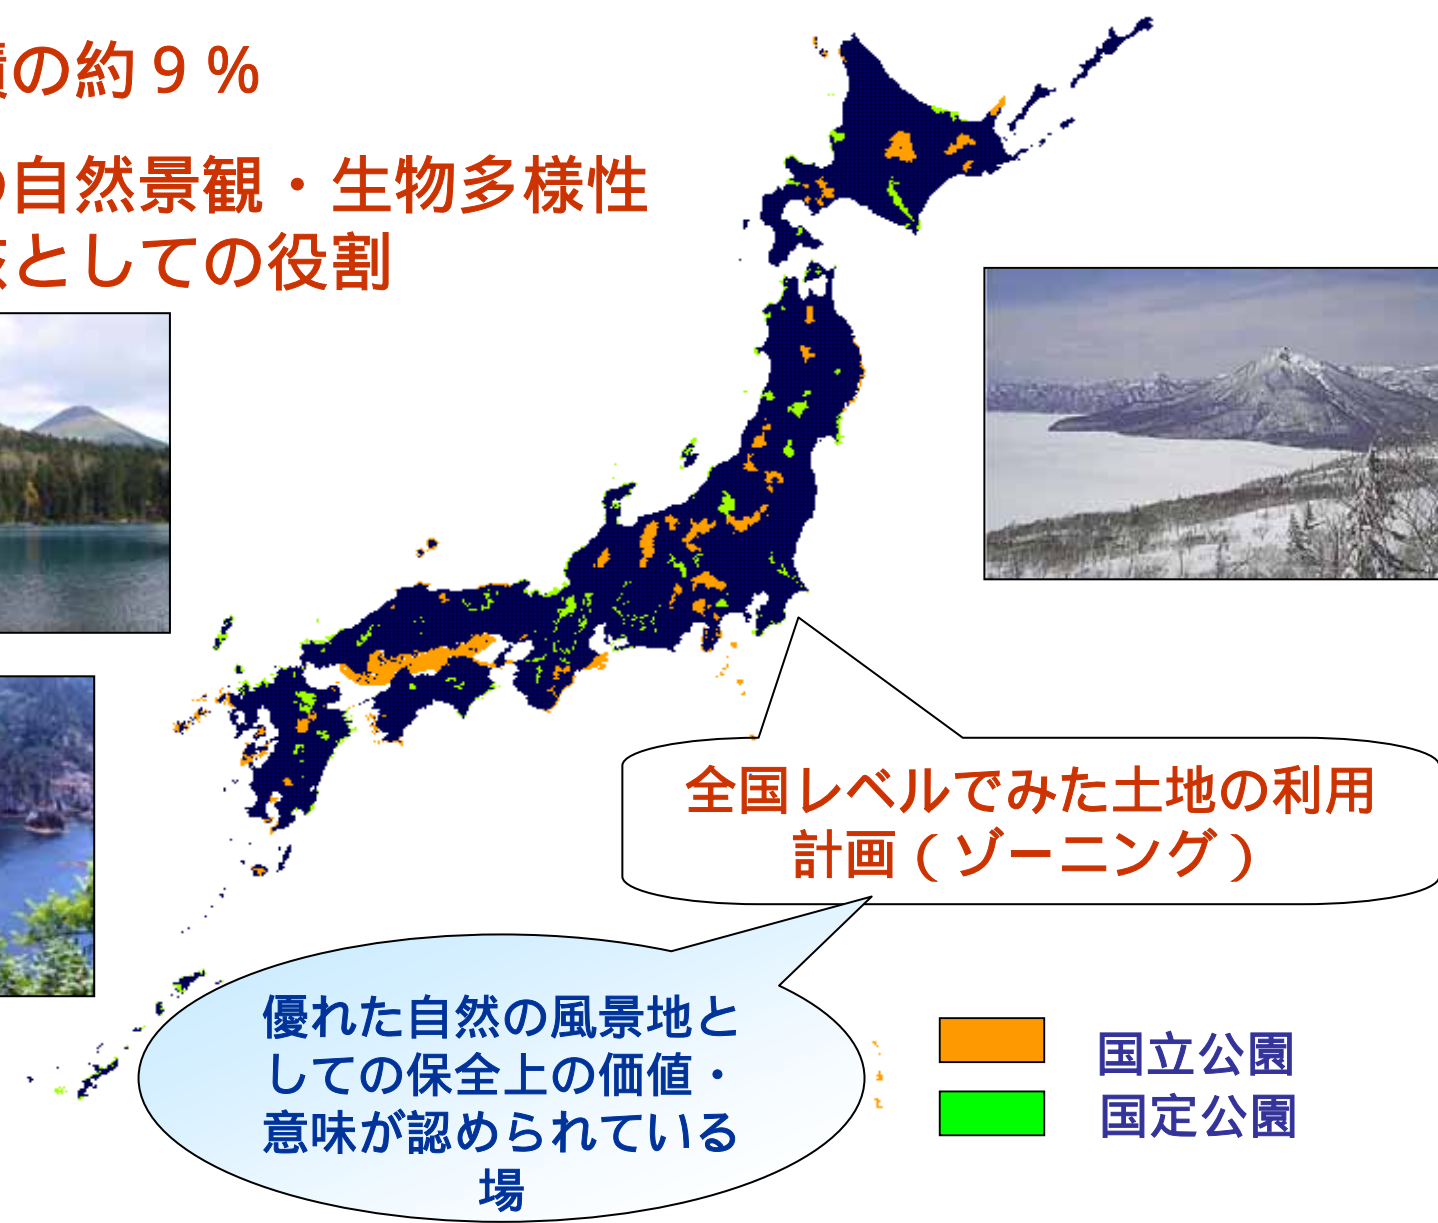 の約９％
自然景観・生物多様性
としての役割
全国レベルでみた土地の利用
計画（ゾーニング）
優れた自然の風景地と
しての保全上の価値・
意味が認められている
場
国立公園
国定公園